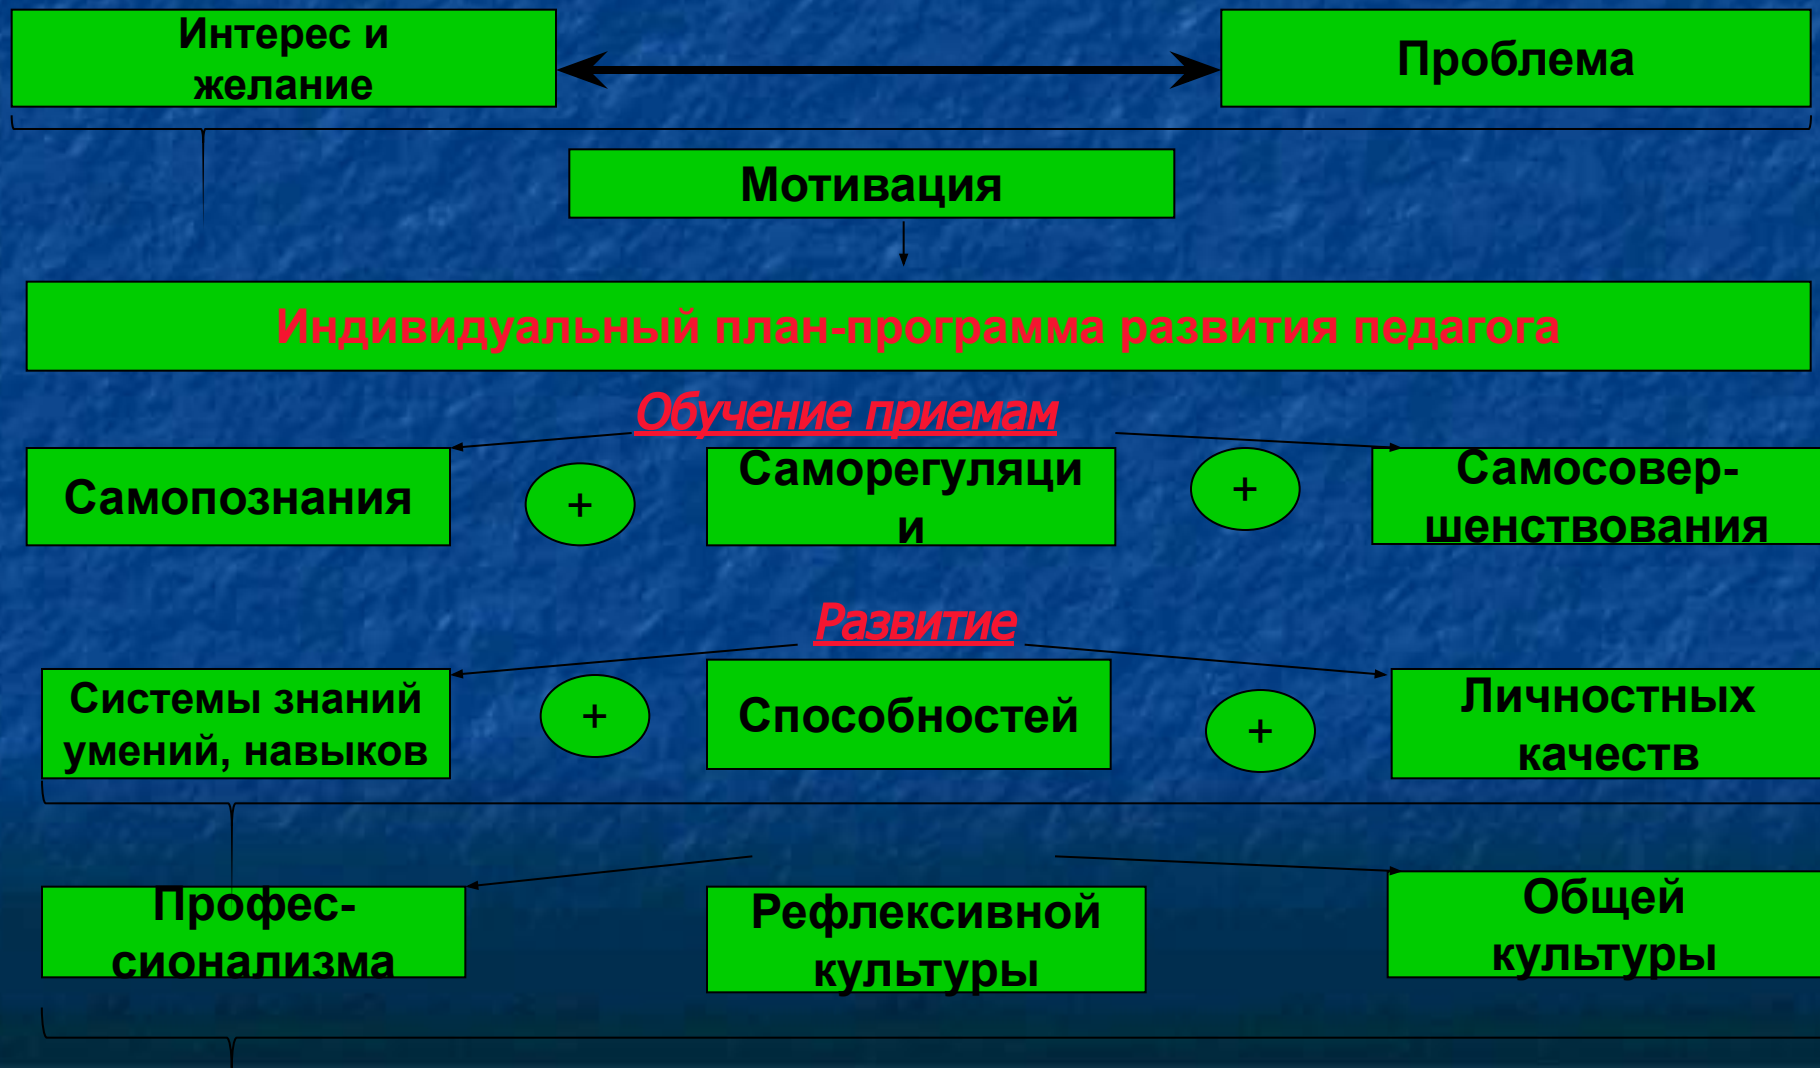 Интерес и
желание
Проблема
Мотивация
Индивидуальный план-программа развития педагога
Обучение приемам
Самопознания
+
Саморегуляци
и
+
Самосовер-
шенствования
Развитие
Системы знаний
умений, навыков
+
Способностей
+
Личностных
качеств
Профес-
сионализма
Рефлексивной
культуры
Общей
культуры